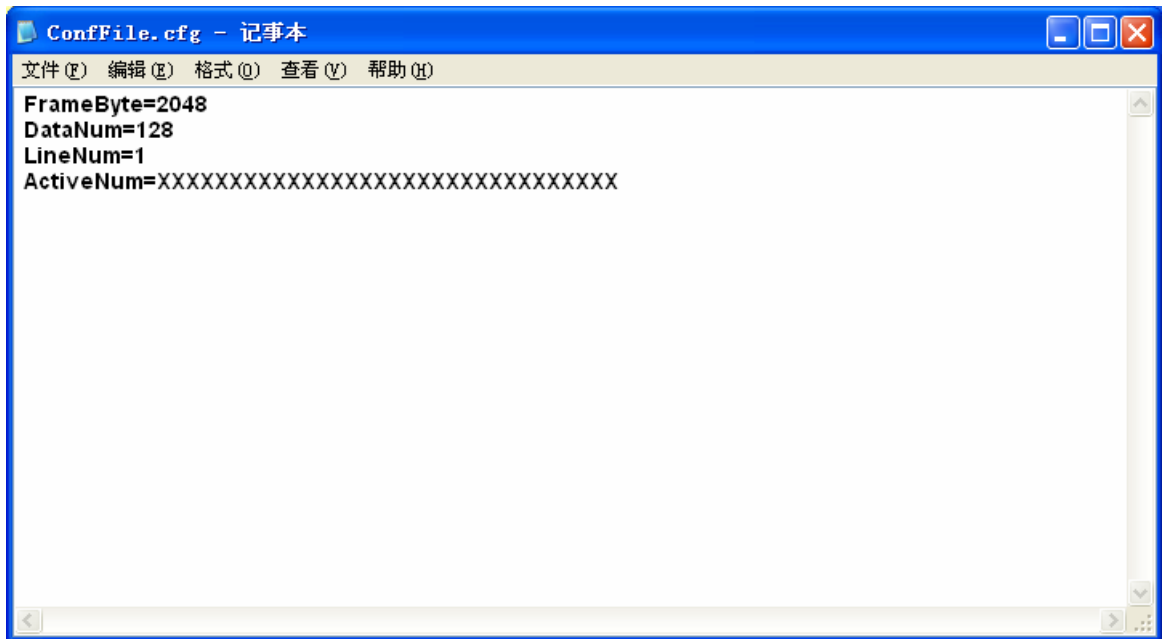 ConfFile.cfg - 记事本
文件(F) 编辑(E) 格式(O) 查看(V) 帮助(H)
FrameByte=2048
DataNum=128
LineNum=1
ActiveNum=XXXXXXXXXXXXXXXXXXXXXXXXXXXXXXXX